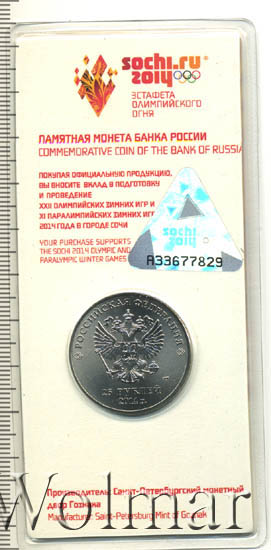 sochi.ru
2014
ЭСТАФЕТА
ОЛИМПИЙСКОГО
ОГНЯ
ПАМЯТНАЯ МОНЕТА БАНКА РОССИИ
COMMEMORATIVE COIN OF THE BANK OF RUSSIA
ПОКУПАЯ ОФИЦИАЛЬНУЮ ПРОДУКЦИЮ,
ВЫ ВНОСИТЕ ВКЛАД В ПОДГОТОВКУ
И ПРОВЕДЕНИЕ
XXII ОЛИМПИЙСКИХ ЗИМНИХ ИГР И
XI ПАРАЛИМПИЙСКИХ ЗИМНИХ ИГР
2014 ГОДА В ГОРОДЕ СОЧИ
YOUR PURCHASE SUPPORTS
THE SOCHI 2014 OLYMPIC AND
PARALYMPIC WINTER GAMES
sochi
2014
A33677829
РОССИЙСКАЯ ФЕДЕРАЦИЯ
25 РУБЛЕЙ
Производитель: Санкт-Петербургский монетный
двор Гознака
Manufacturer: Saint-Petersburg Mint of Goznak
Wolmar